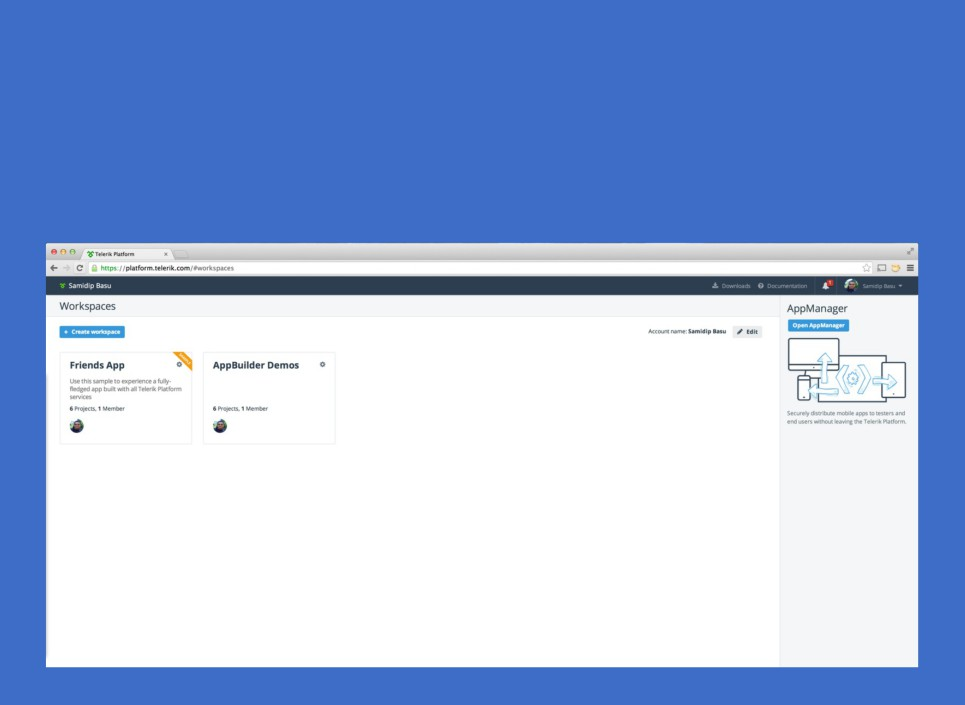 Telerik Platform
https://platform.telerik.com/#workspaces
Samidip Basu
Downloads
Documentation
1
Samidip Basu
Workspaces
+ Create workspace
Account name: Samidip Basu
Edit
Friends App
Use this sample to experience a fully-
fledged app built with all Telerik Platform
services
6 Projects, 1 Member
AppBuilder Demos
6 Projects, 1 Member
AppManager
Open AppManager
Securely distribute mobile apps to testers and
end users without leaving the Telerik Platform.